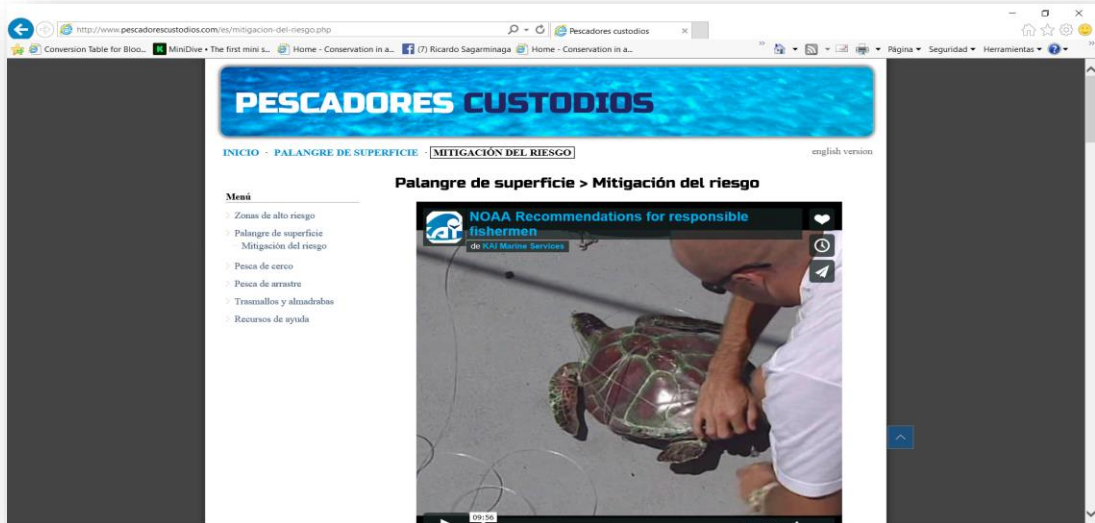 http://www.pescadorescustodios.com/es/mitigacion-del-riesgo.php
Pescadores custodios
Conversion Table for Bloo...
MiniDive • The first mini s...
Home - Conservation in a...
(7) Ricardo Sagarminaga
Home - Conservation in a...
Página
Seguridad
Herramientas
PESCADORES CUSTODIOS
INICIO - PALANGRE DE SUPERFICIE - MITIGACIÓN DEL RIESGO
english version
Menú
Zonas de alto riesgo
Palangre de superficie
Mitigación del riesgo
Pesca de cerco
Pesca de arrastre
Trasmallos y almadrabas
Recursos de ayuda
Palangre de superficie > Mitigación del riesgo
NOAA Recommendations for responsible
fishermen
de KAI Marine Services
09:56